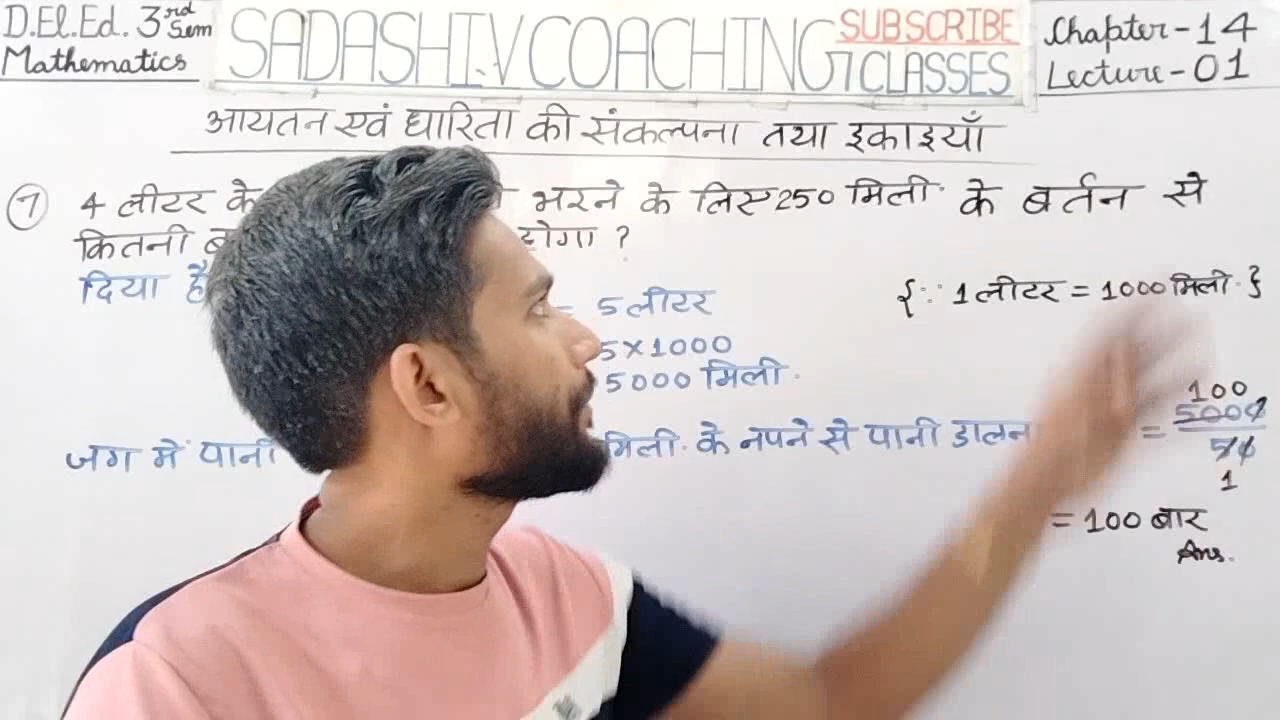 D.El.Ed. 3rd Sem
Mathematics
SADASHIV COACHING CLASSES
SUBSCRIBE
Chapter - 14
Lecture - 01
आयतन एवं धारिता की संकल्पना तथा इकाइयाँ
7 4 लीटर के भरने के लिए 250 मिली. के बर्तन से
कितनी होगा ?
दिया है = 5 लीटर {∵ 1 लीटर = 1000 मिली.}
5×1000
5000 मिली.
जग में पानी मिली. के नपने से पानी डालना = 5000/50
100
1
= 100 बार
Ans.